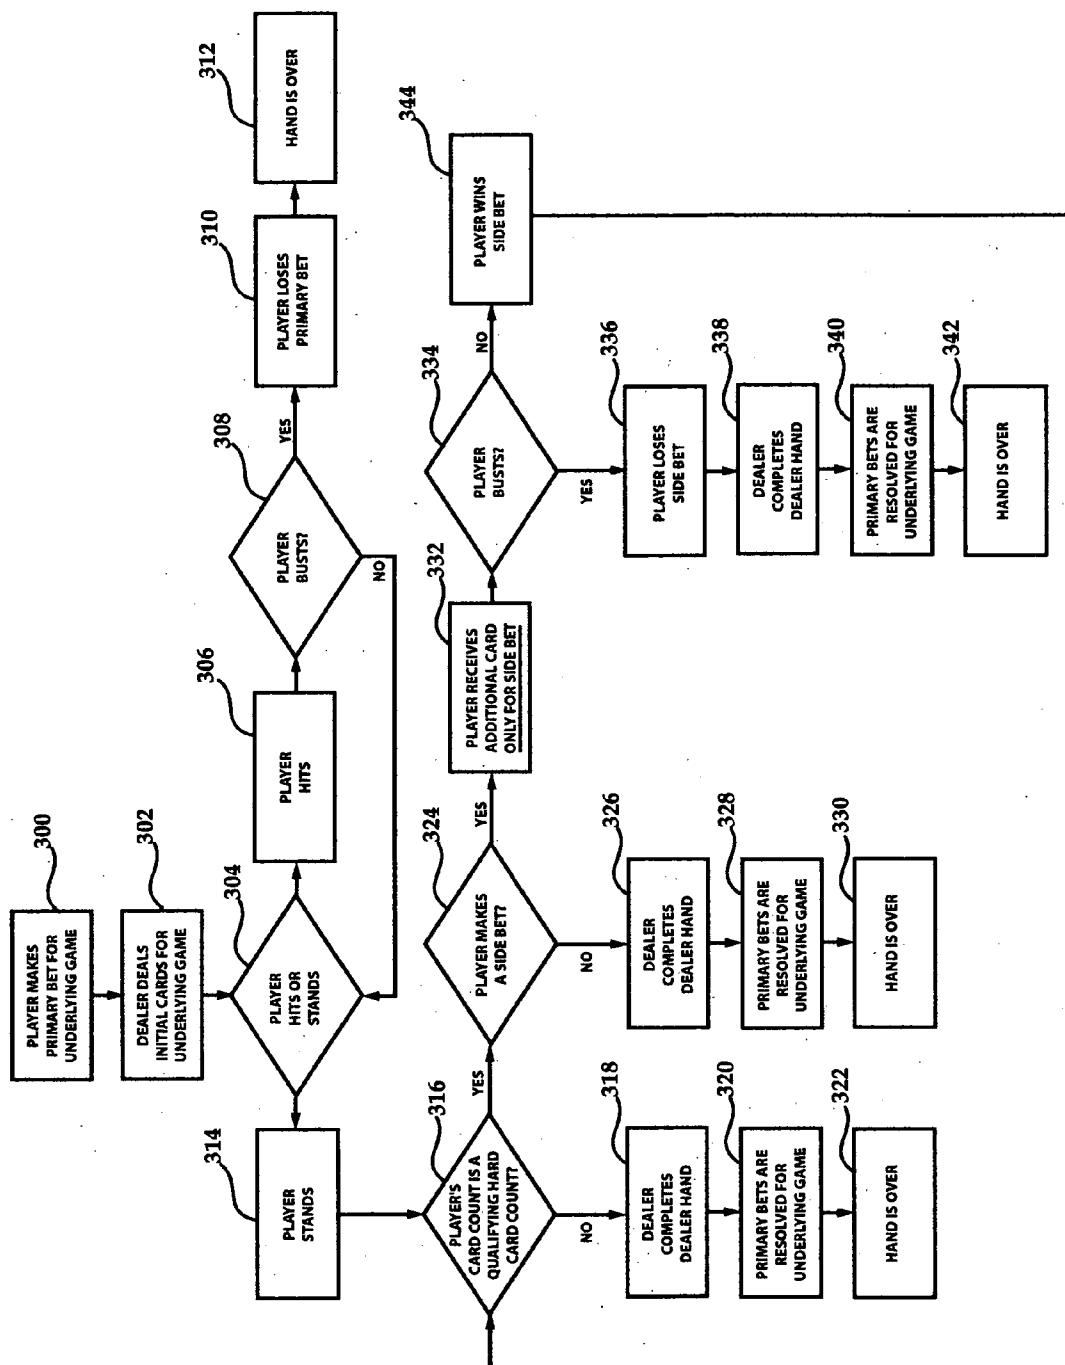 300
PLAYER MAKES
PRIMARY BET FOR
UNDERLYING GAME
302
DEALER DEALS
INITIAL CARDS FOR
UNDERLYING GAME
304
PLAYER
HITS OR
STANDS
306
PLAYER
HITS
308
PLAYER
BUSTS?
YES
NO
310
PLAYER LOSES
PRIMARY BET
312
HAND IS OVER
314
PLAYER
STANDS
316
PLAYER'S
CARD COUNT IS A
QUALIFYING HARD
CARD COUNT?
YES
NO
318
DEALER
COMPLETES
DEALER HAND
320
PRIMARY BETS ARE
RESOLVED FOR
UNDERLYING GAME
322
HAND IS OVER
324
PLAYER MAKES
A SIDE BET?
YES
NO
326
DEALER
COMPLETES
DEALER HAND
328
PRIMARY BETS ARE
RESOLVED FOR
UNDERLYING GAME
330
HAND IS OVER
332
PLAYER RECEIVES
ADDITIONAL CARD
ONLY FOR SIDE BET
334
PLAYER
BUSTS?
NO
YES
336
PLAYER LOSES
SIDE BET
338
DEALER
COMPLETES
DEALER HAND
340
PRIMARY BETS ARE
RESOLVED FOR
UNDERLYING GAME
342
HAND IS OVER
344
PLAYER WINS
SIDE BET